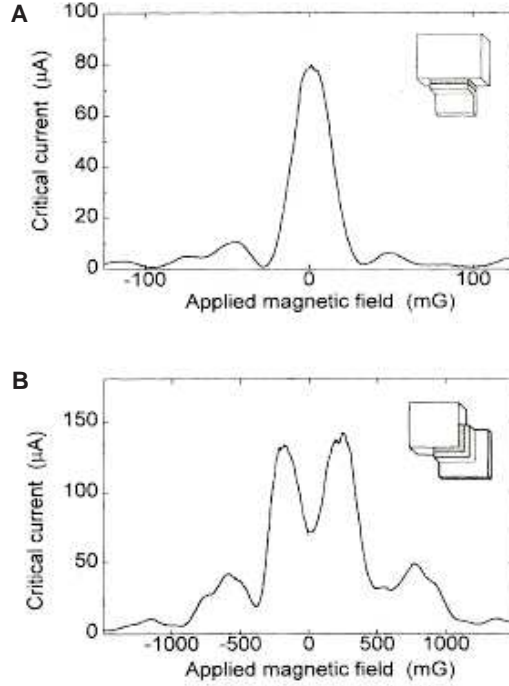 A
100
80
60
40
20
0
Critical current (μA)
-100 0 100
Applied magnetic field (mG)
B
150
100
50
0
Critical current (μA)
-1000 -500 0 500 1000
Applied magnetic field (mG)